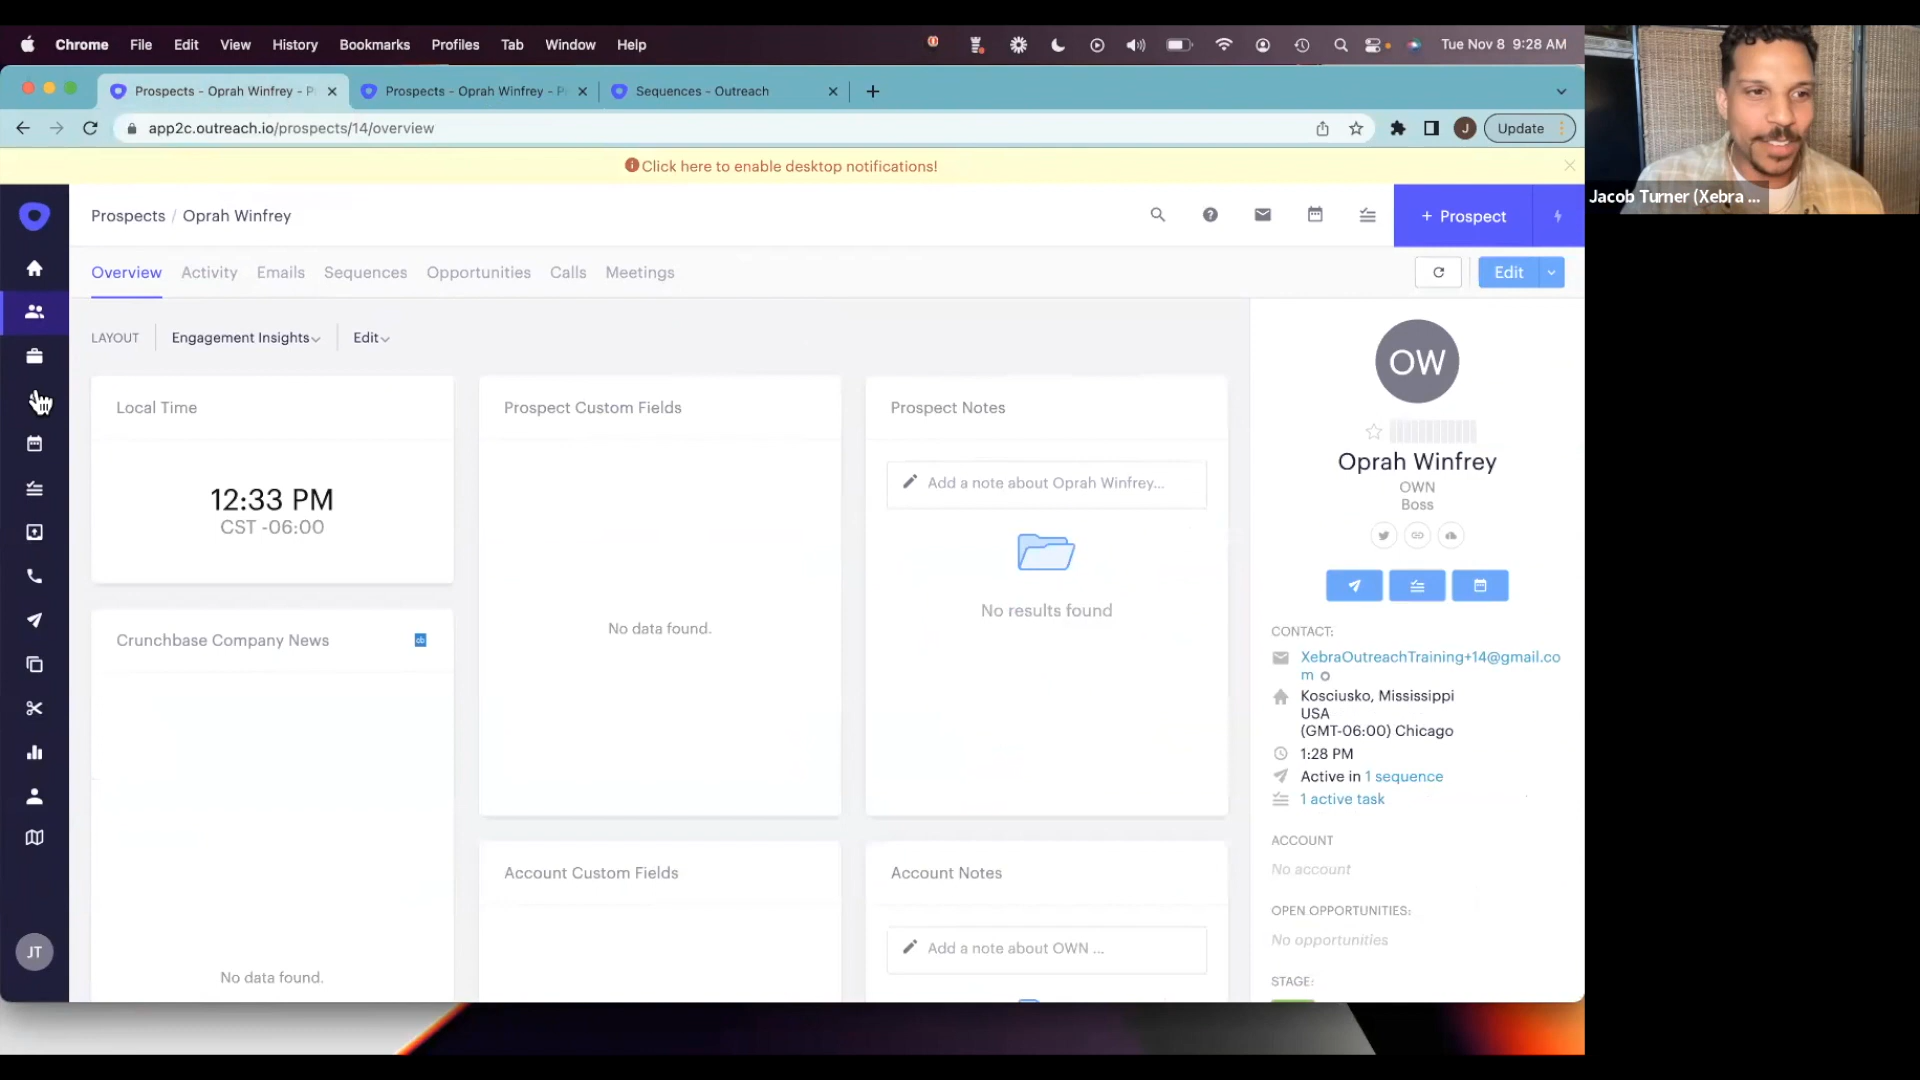 Chrome File Edit View History Bookmarks Profiles Tab Window Help Tue Nov 8 9:28 AM
Prospects - Oprah Winfrey - P Prospects - Oprah Winfrey - P Sequences - Outreach
app2c.outreach.io/prospects/14/overview J Update
Click here to enable desktop notifications!
Jacob Turner (Xebra ...
Prospects / Oprah Winfrey + Prospect
Overview Activity Emails Sequences Opportunities Calls Meetings Edit
LAYOUT Engagement Insights Edit
Local Time
12:33 PM
CST -06:00
Crunchbase Company News cb
No data found.
Prospect Custom Fields
No data found.
Account Custom Fields
Prospect Notes
Add a note about Oprah Winfrey...
No results found
Account Notes
Add a note about OWN ...
OW
Oprah Winfrey
OWN
Boss
CONTACT:
XebraOutreachTraining+14@gmail.co
m
Kosciusko, Mississippi
USA
(GMT-06:00) Chicago
1:28 PM
Active in 1 sequence
1 active task
ACCOUNT
No account
OPEN OPPORTUNITIES:
No opportunities
STAGE:
JT